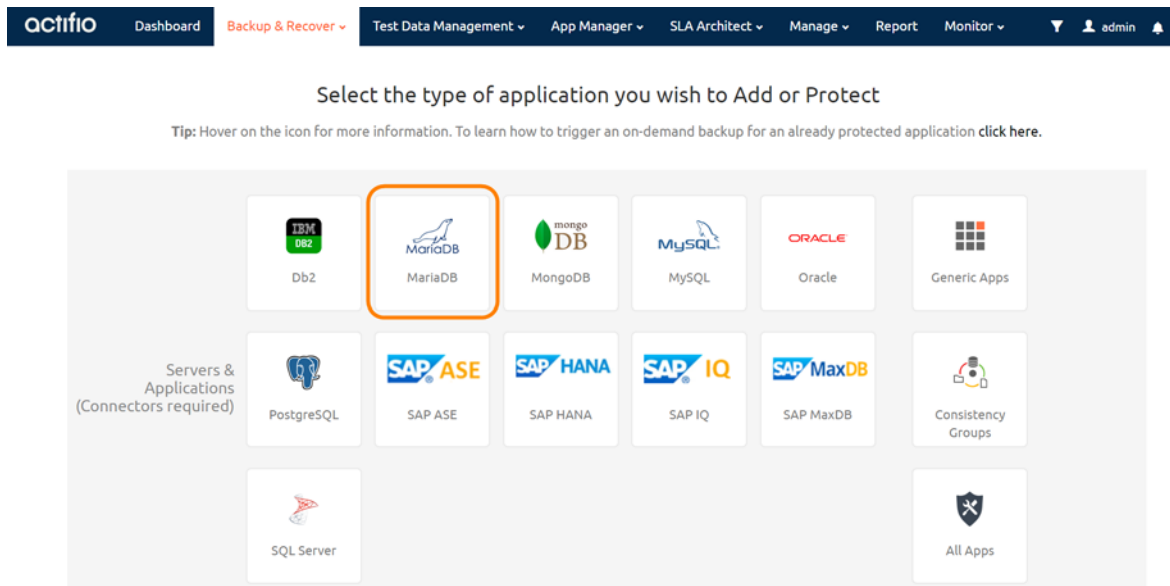 actifio Dashboard Backup & Recover Test Data Management App Manager SLA Architect Manage Report Monitor admin
Select the type of application you wish to Add or Protect
Tip: Hover on the icon for more information. To learn how to trigger an on-demand backup for an already protected application click here.
IBM
DB2
MariaDB
mongo
DB
MySQL
ORACLE
Db2 MariaDB MongoDB MySQL Oracle Generic Apps
Servers &
Applications
(Connectors required)
SAP ASE SAP HANA SAP IQ SAP MaxDB
PostgreSQL SAP ASE SAP HANA SAP IQ SAP MaxDB Consistency
Groups
SQL Server All Apps